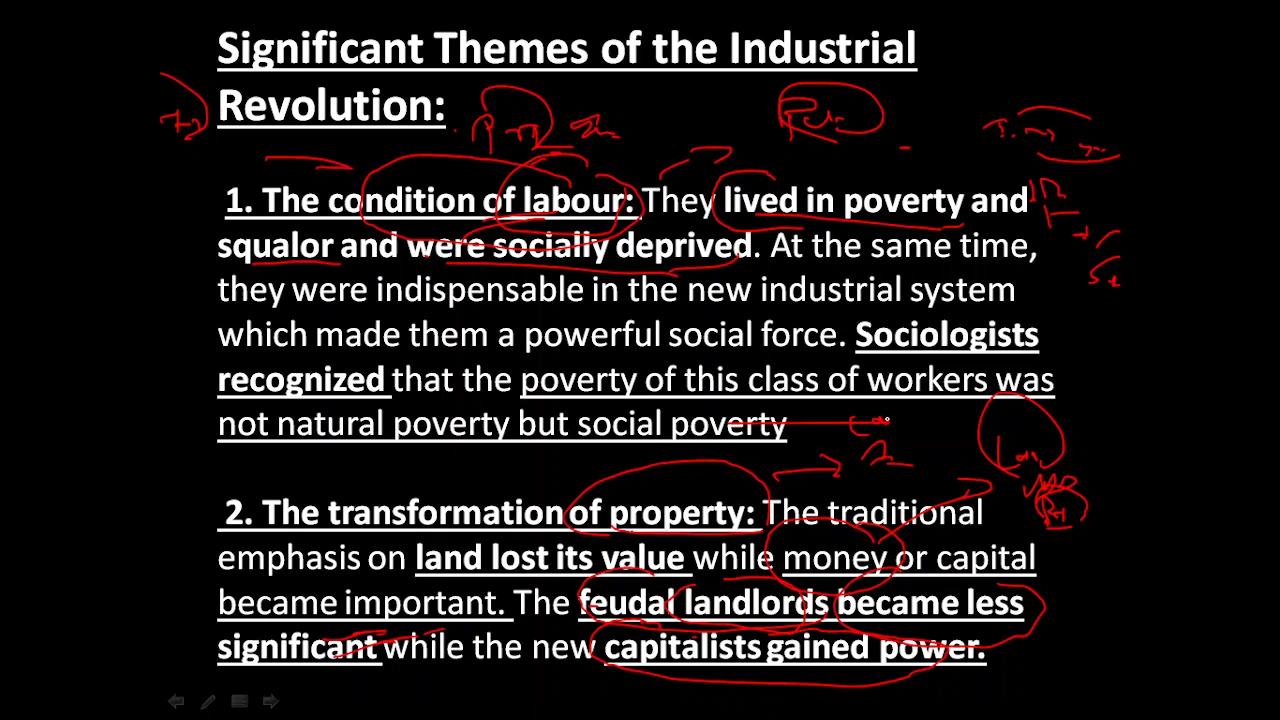 Significant Themes of the Industrial
Revolution:
1. The condition of labour: They lived in poverty and
squalor and were socially deprived. At the same time,
they were indispensable in the new industrial system
which made them a powerful social force. Sociologists
recognized that the poverty of this class of workers was
not natural poverty but social poverty
2. The transformation of property: The traditional
emphasis on land lost its value while money or capital
became important. The feudal landlords became less
significant while the new capitalists gained power.